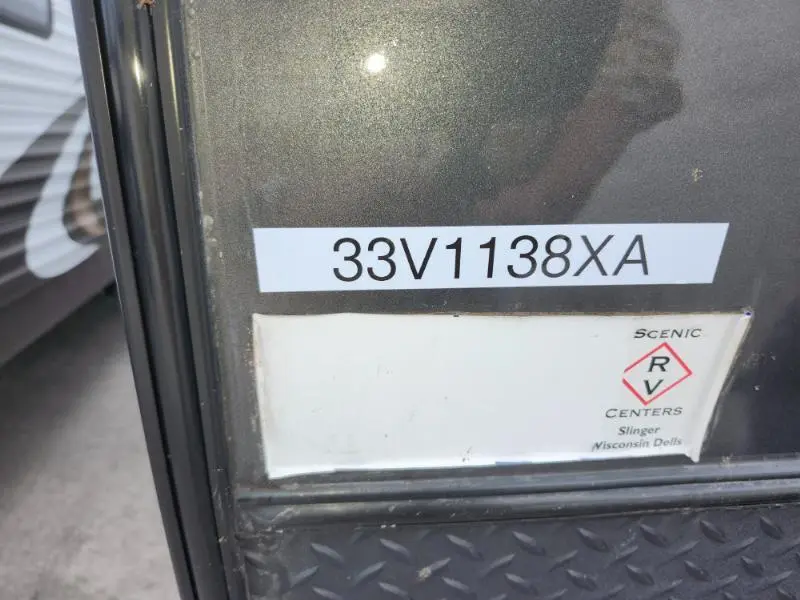 33V1138XA
SCENIC
R
V
CENTERS
Slinger
Wisconsin Dells